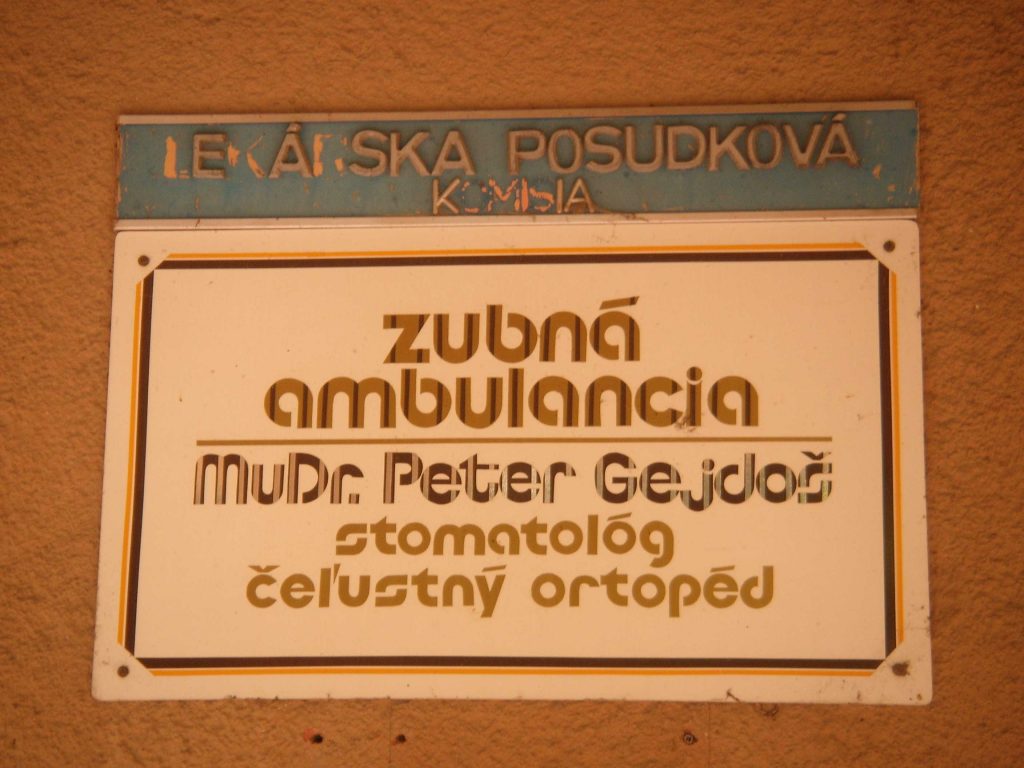 LEKÁRSKA POSUDKOVÁ
KOMISIA
zubná
ambulancia
MuDr. Peter Gejdoš
stomatológ
čeľustný ortopéd